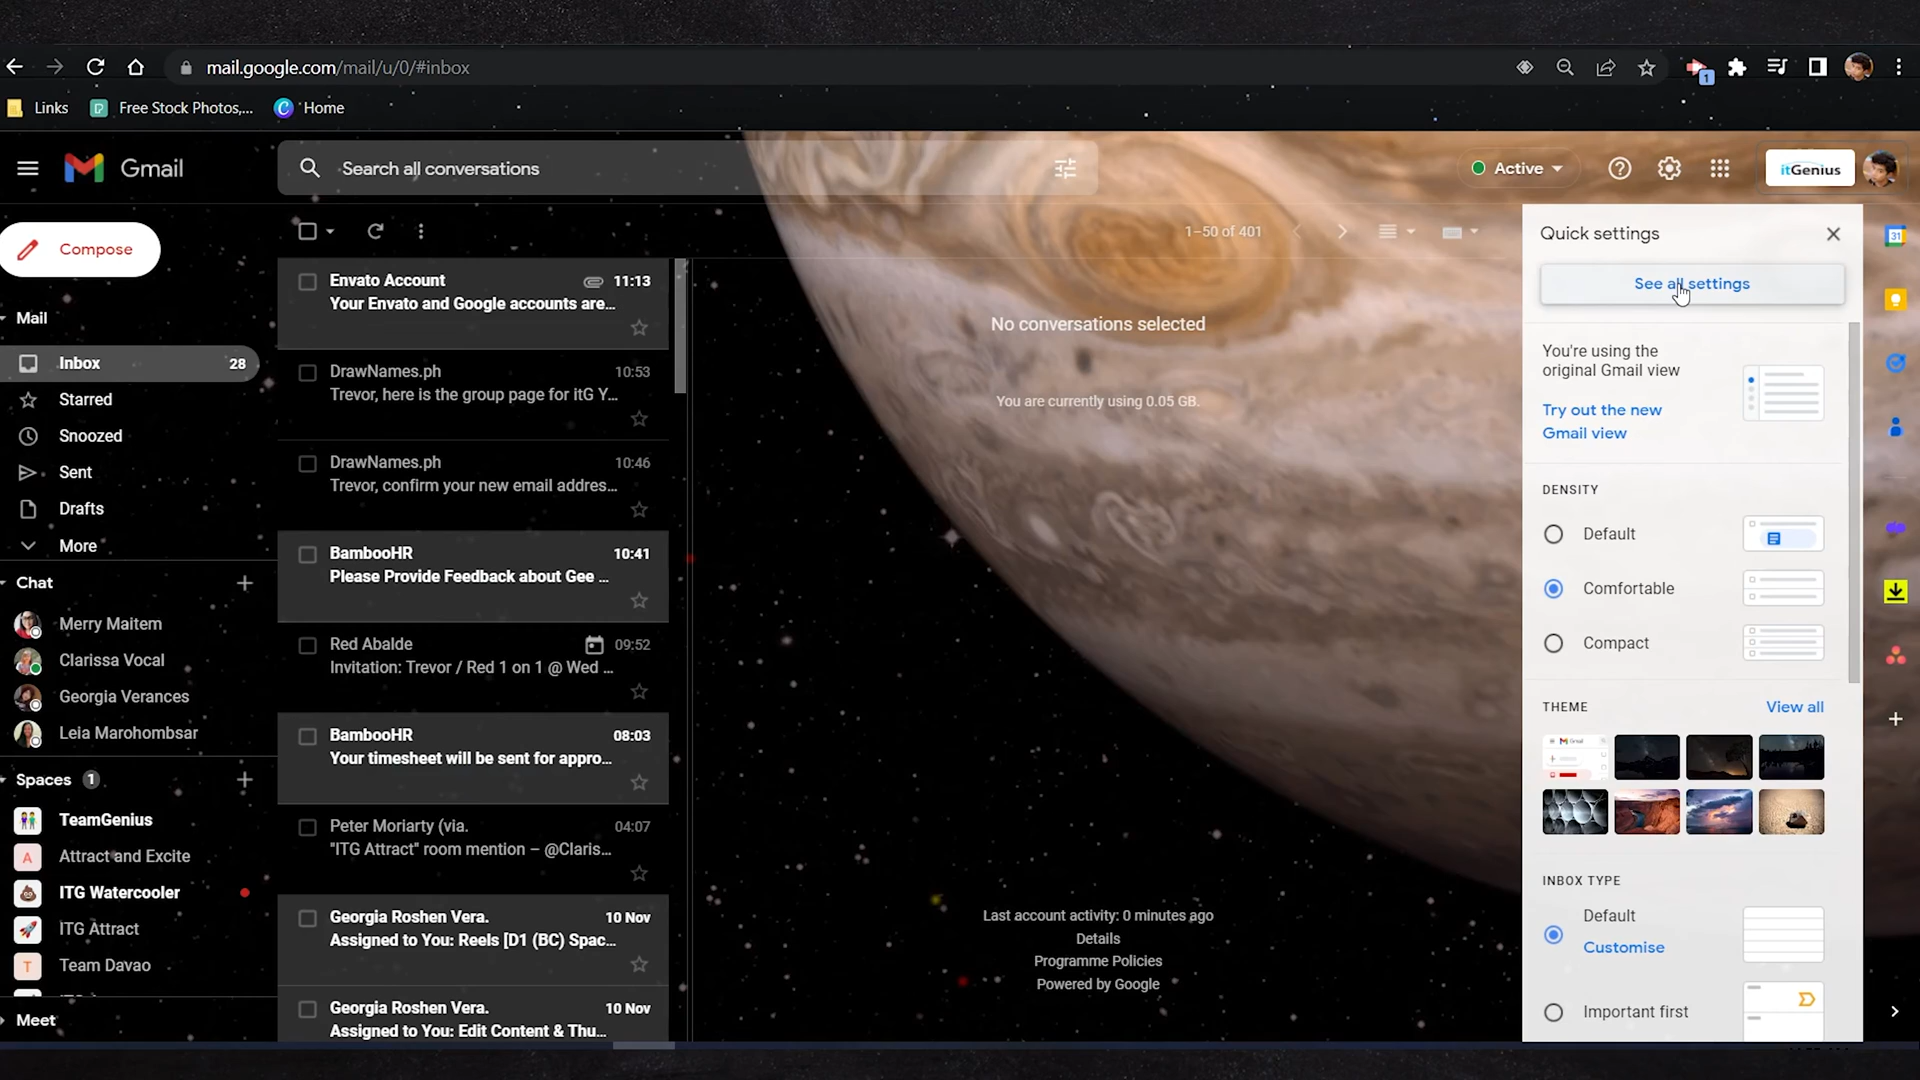 mail.google.com/mail/u/0/#inbox
1
Links
Free Stock Photos,...
Home
Gmail
Search all conversations
Active
itGenius
Compose
1–50 of 401
Mail
Inbox 28
Starred
Snoozed
Sent
Drafts
More
Chat
Merry Maitem
Clarissa Vocal
Georgia Verances
Leia Marohombsar
Spaces 1
TeamGenius
A Attract and Excite
ITG Watercooler
ITG Attract
T Team Davao
Meet
Envato Account 11:13
Your Envato and Google accounts are...
DrawNames.ph 10:53
Trevor, here is the group page for itG Y...
DrawNames.ph 10:46
Trevor, confirm your new email addres...
BambooHR 10:41
Please Provide Feedback about Gee ...
Red Abalde 09:52
Invitation: Trevor / Red 1 on 1 @ Wed ...
BambooHR 08:03
Your timesheet will be sent for appro...
Peter Moriarty (via. 04:07
"ITG Attract" room mention – @Claris...
Georgia Roshen Vera. 10 Nov
Assigned to You: Reels [D1 (BC) Spac...
Georgia Roshen Vera. 10 Nov
Assigned to You: Edit Content & Thu...
No conversations selected
You are currently using 0.05 GB.
Last account activity: 0 minutes ago
Details
Programme Policies
Powered by Google
Quick settings
See all settings
You're using the
original Gmail view
Try out the new
Gmail view
DENSITY
Default
Comfortable
Compact
THEME View all
Gmail
INBOX TYPE
Default
Customise
Important first
31